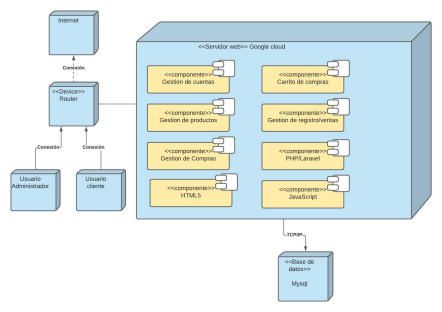 Internet
<<Servidor web>> Google cloud
Conexión
<<componente>>
Gestion de cuentas
<<componente>>
Carrito de compras
<<Device>>
Router
<<componente>>
Gestion de productos
<<componente>>
Gestion de registro/ventas
Conexión
Conexión
<<componente>>
Gestion de Compras
<<componente>>
PHP/Laravel
Usuario
Administrador
Usuario
cliente
<<componente>>
HTML5
<<componente>>
JavaScript
TCP/IP
<<Base de
datos>>
Mysql